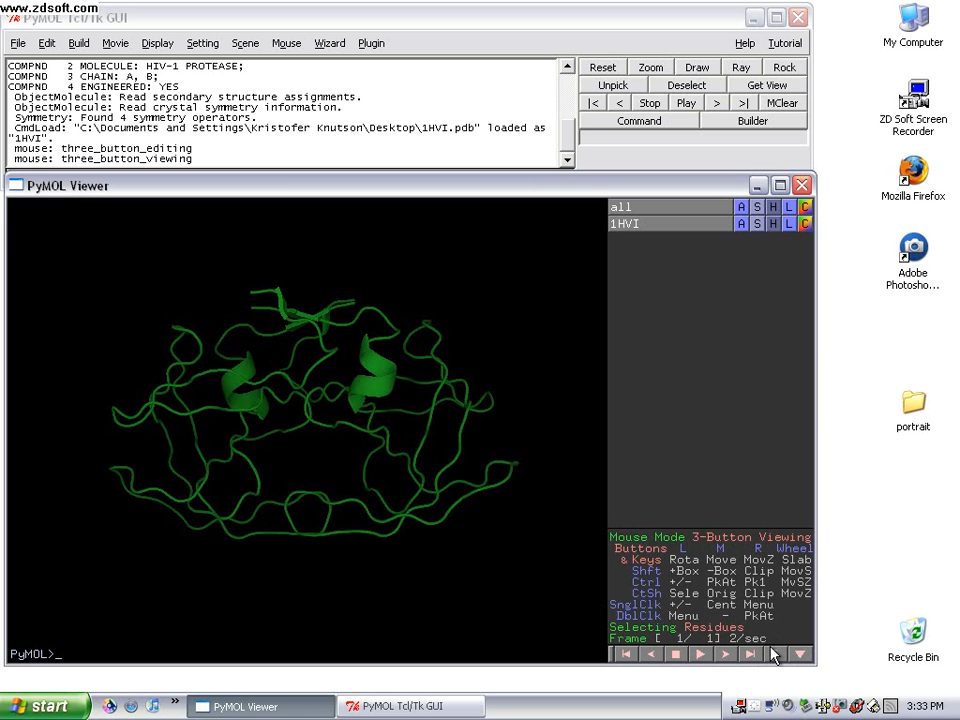 www.zdsoft.com
PyMOL Tcl/Tk GUI
File Edit Build Movie Display Setting Scene Mouse Wizard Plugin Help Tutorial
COMPND   2 MOLECULE: HIV-1 PROTEASE;
COMPND   3 CHAIN: A, B;
COMPND   4 ENGINEERED: YES
ObjectMolecule: Read secondary structure assignments.
ObjectMolecule: Read crystal symmetry information.
Symmetry: Found 4 symmetry operators.
CmdLoad: "C:\Documents and Settings\Kristofer Knutson\Desktop\1HVI.pdb" loaded as
"1HVI".
mouse: three_button_editing
mouse: three_button_viewing
Reset Zoom Draw Ray Rock
Unpick Deselect Get View
|< < Stop Play > >| MClear
Command Builder
PyMOL Viewer
all A S H L C
1HVI A S H L C
Mouse Mode 3-Button Viewing
Buttons L M R Wheel
& Keys Rota Move MovZ Slab
Shft +Box -Box Clip MovS
Ctrl +/- PkAt Pk1 MvSZ
CtSh Sele Orig Clip MovZ
SnglClk +/- Cent Menu
DblClk Menu - PkAt
Selecting Residues
Frame [ 1/ 1] 2/sec
PyMOL>_
My Computer
ZD Soft Screen
Recorder
Mozilla Firefox
Adobe
Photosho...
portrait
Recycle Bin
start
PyMOL Viewer
PyMOL Tcl/Tk GUI
3:33 PM